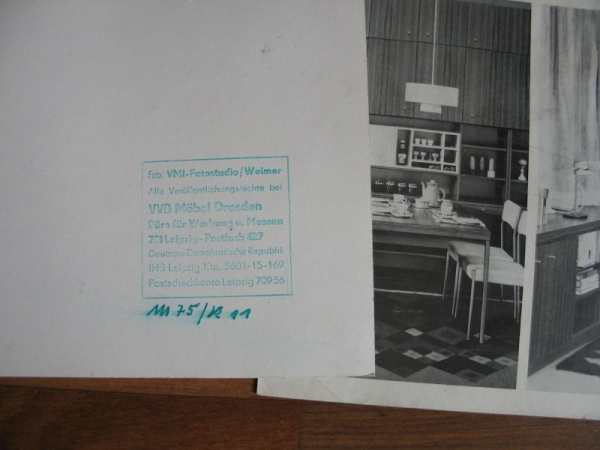 Foto: VMI-Fotostudio/Weimer
Alle Veröffentlichungsrechte bei
VVB Möbel Dresden
Büro für Werbung u. Messen
701 Leipzig - Postfach 427
Deutsche Demokratische Republik
IHB Leipzig Kto. 5601-15-169
Postscheckkonto Leipzig 70956
M 75/K 11